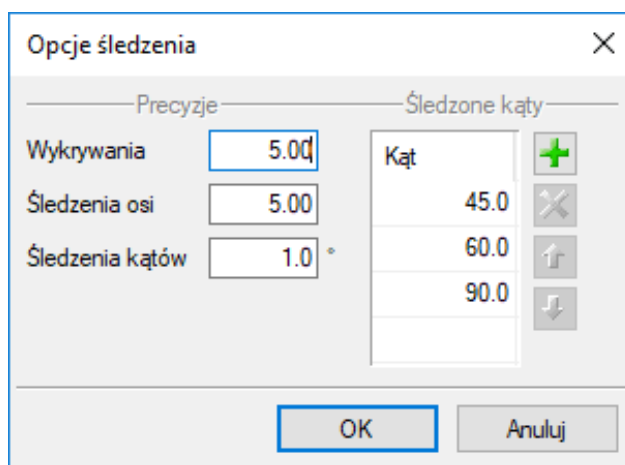 Opcje śledzenia
Precyzje
Wykrywania 5.00
Śledzenia osi 5.00
Śledzenia kątów 1.0 °
Śledzone kąty
Kąt
45.0
60.0
90.0
OK Anuluj